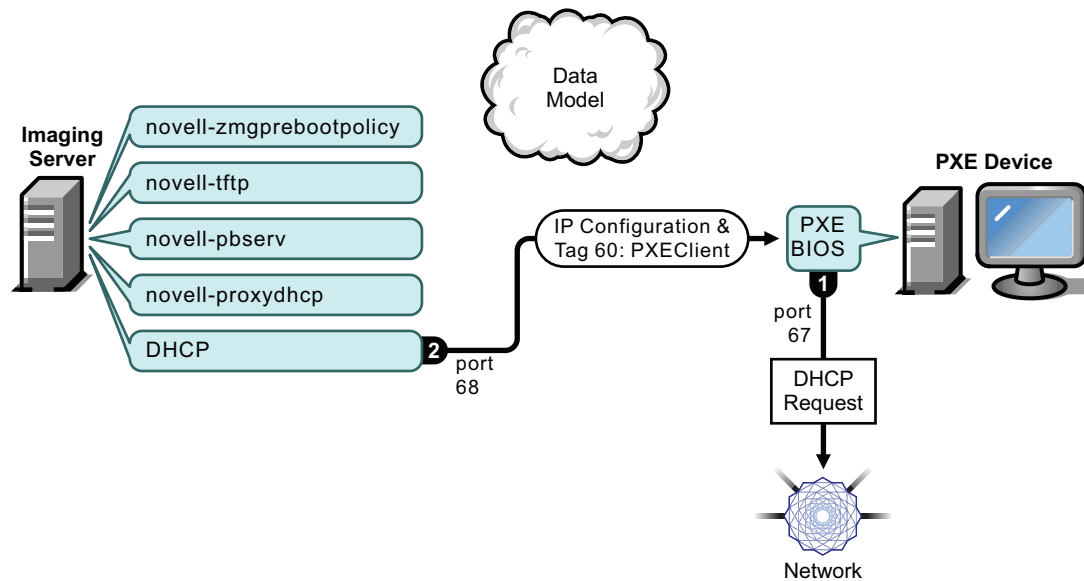 Data
Model
Imaging
Server
novell-zmgprebootpolicy
novell-tftp
novell-pbserv
novell-proxydhcp
DHCP
2
port
68
IP Configuration &
Tag 60: PXEClient
PXE
BIOS
PXE Device
1
port
67
DHCP
Request
Network